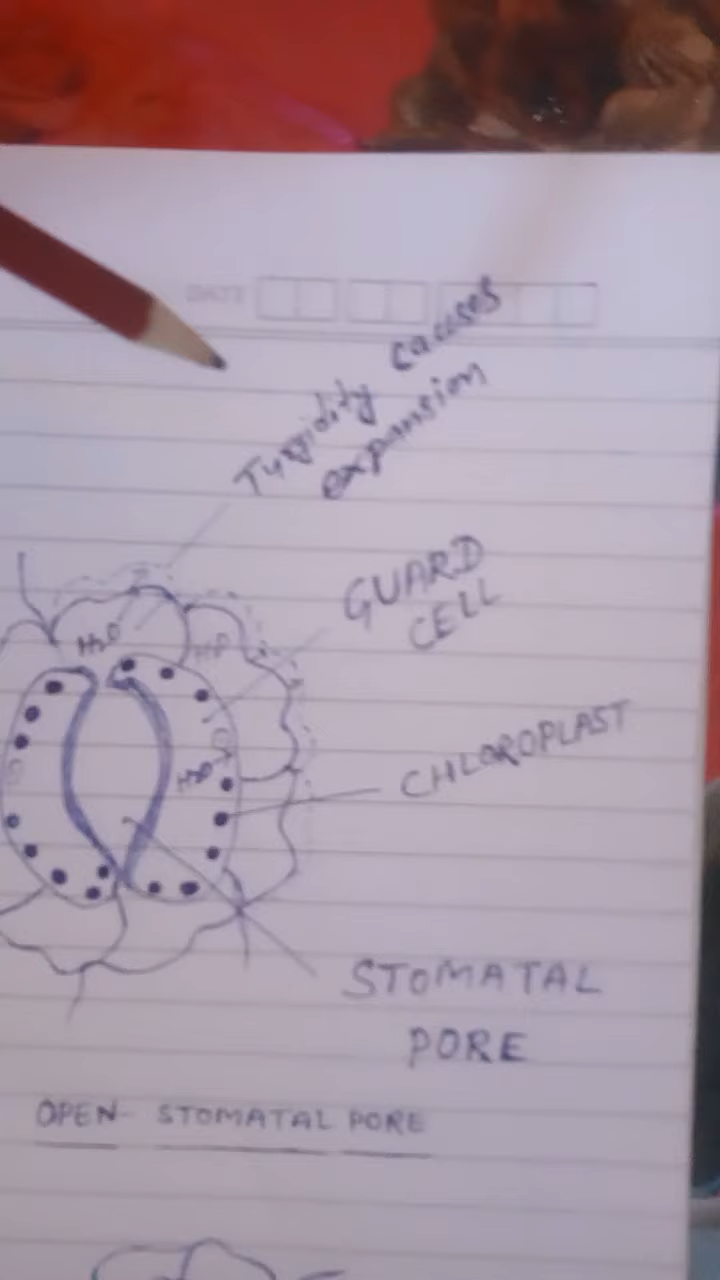 DATE
Turgidity causes
expansion
GUARD
CELL
H₂O
H₂O
H₂O
CHLOROPLAST
STOMATAL
PORE
OPEN STOMATAL PORE